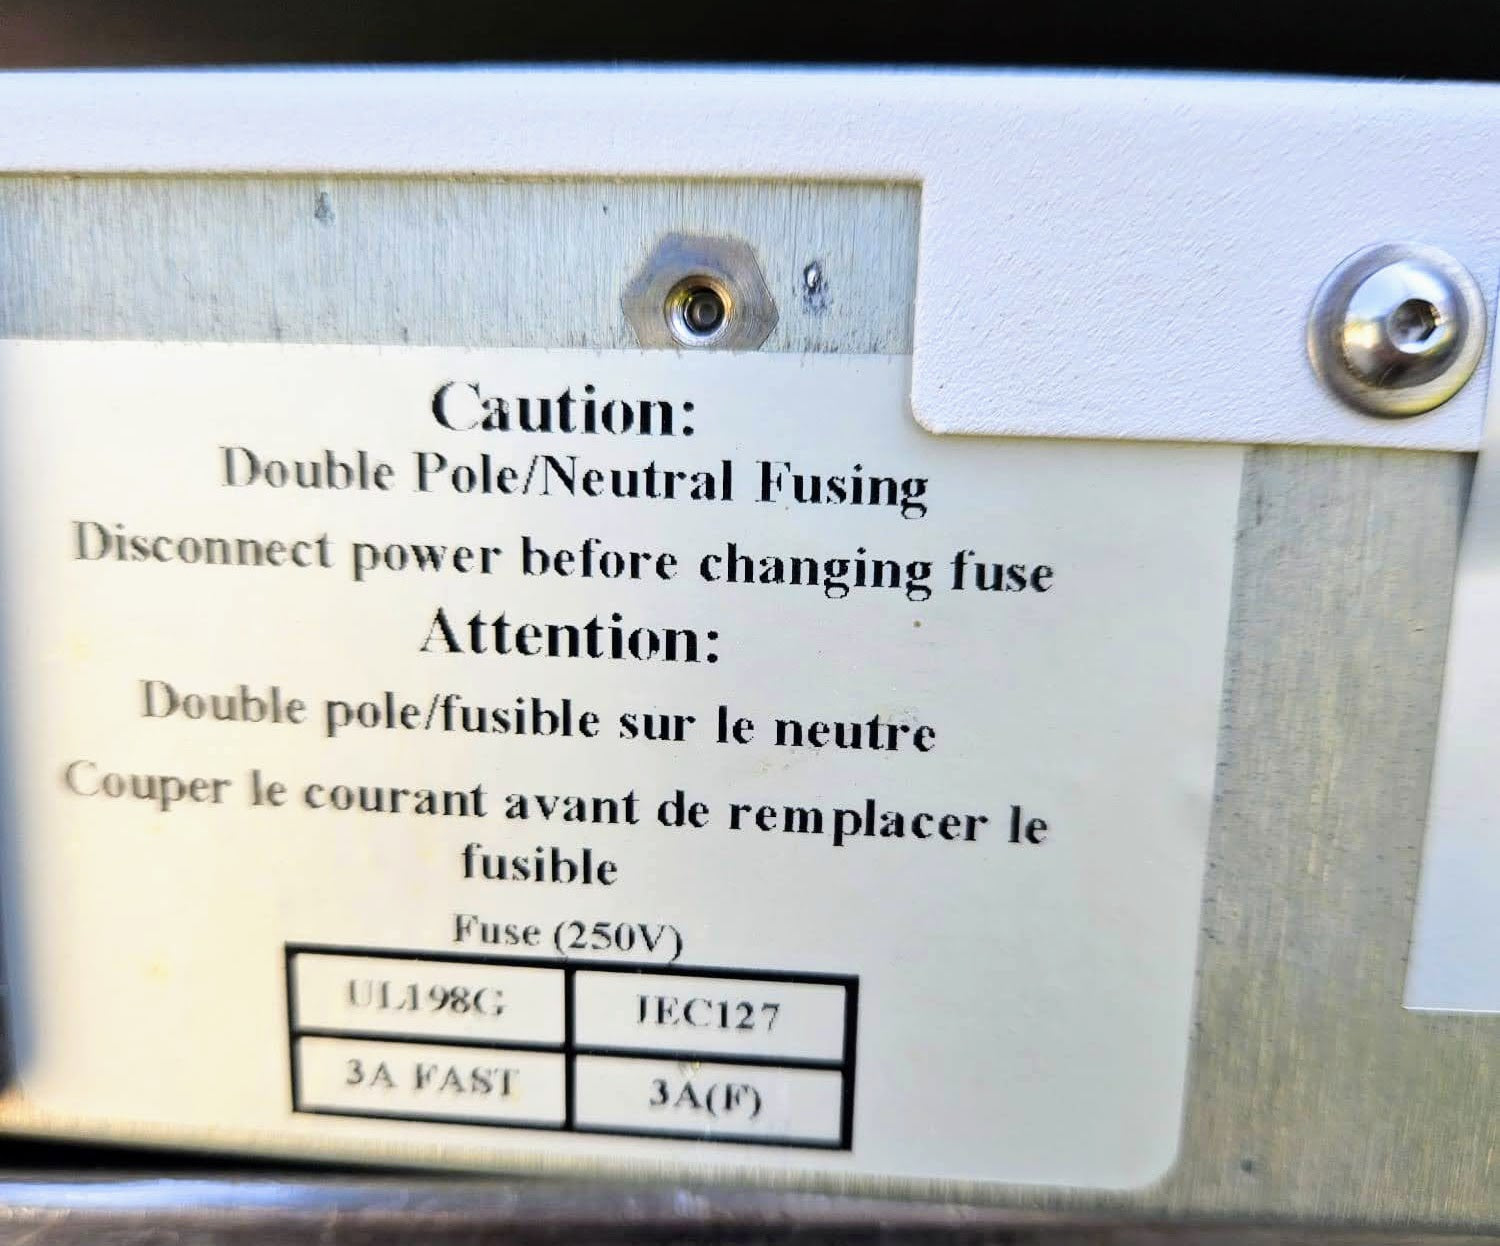 Caution:
Double Pole/Neutral Fusing
Disconnect power before changing fuse
Attention:
Double pole/fusible sur le neutre
Couper le courant avant de remplacer le
fusible
Fuse (250V)
UL198G IEC127
3A FAST 3A(F)